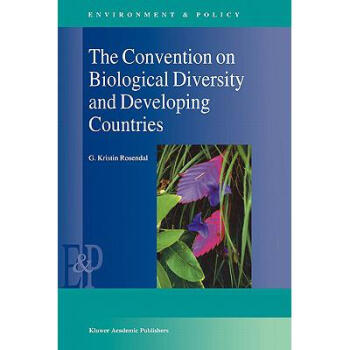 ENVIRONMENT & POLICY
The Convention on
Biological Diversity
and Developing
Countries
G. Kristin Rosendal
E&P
Kluwer Academic Publishers